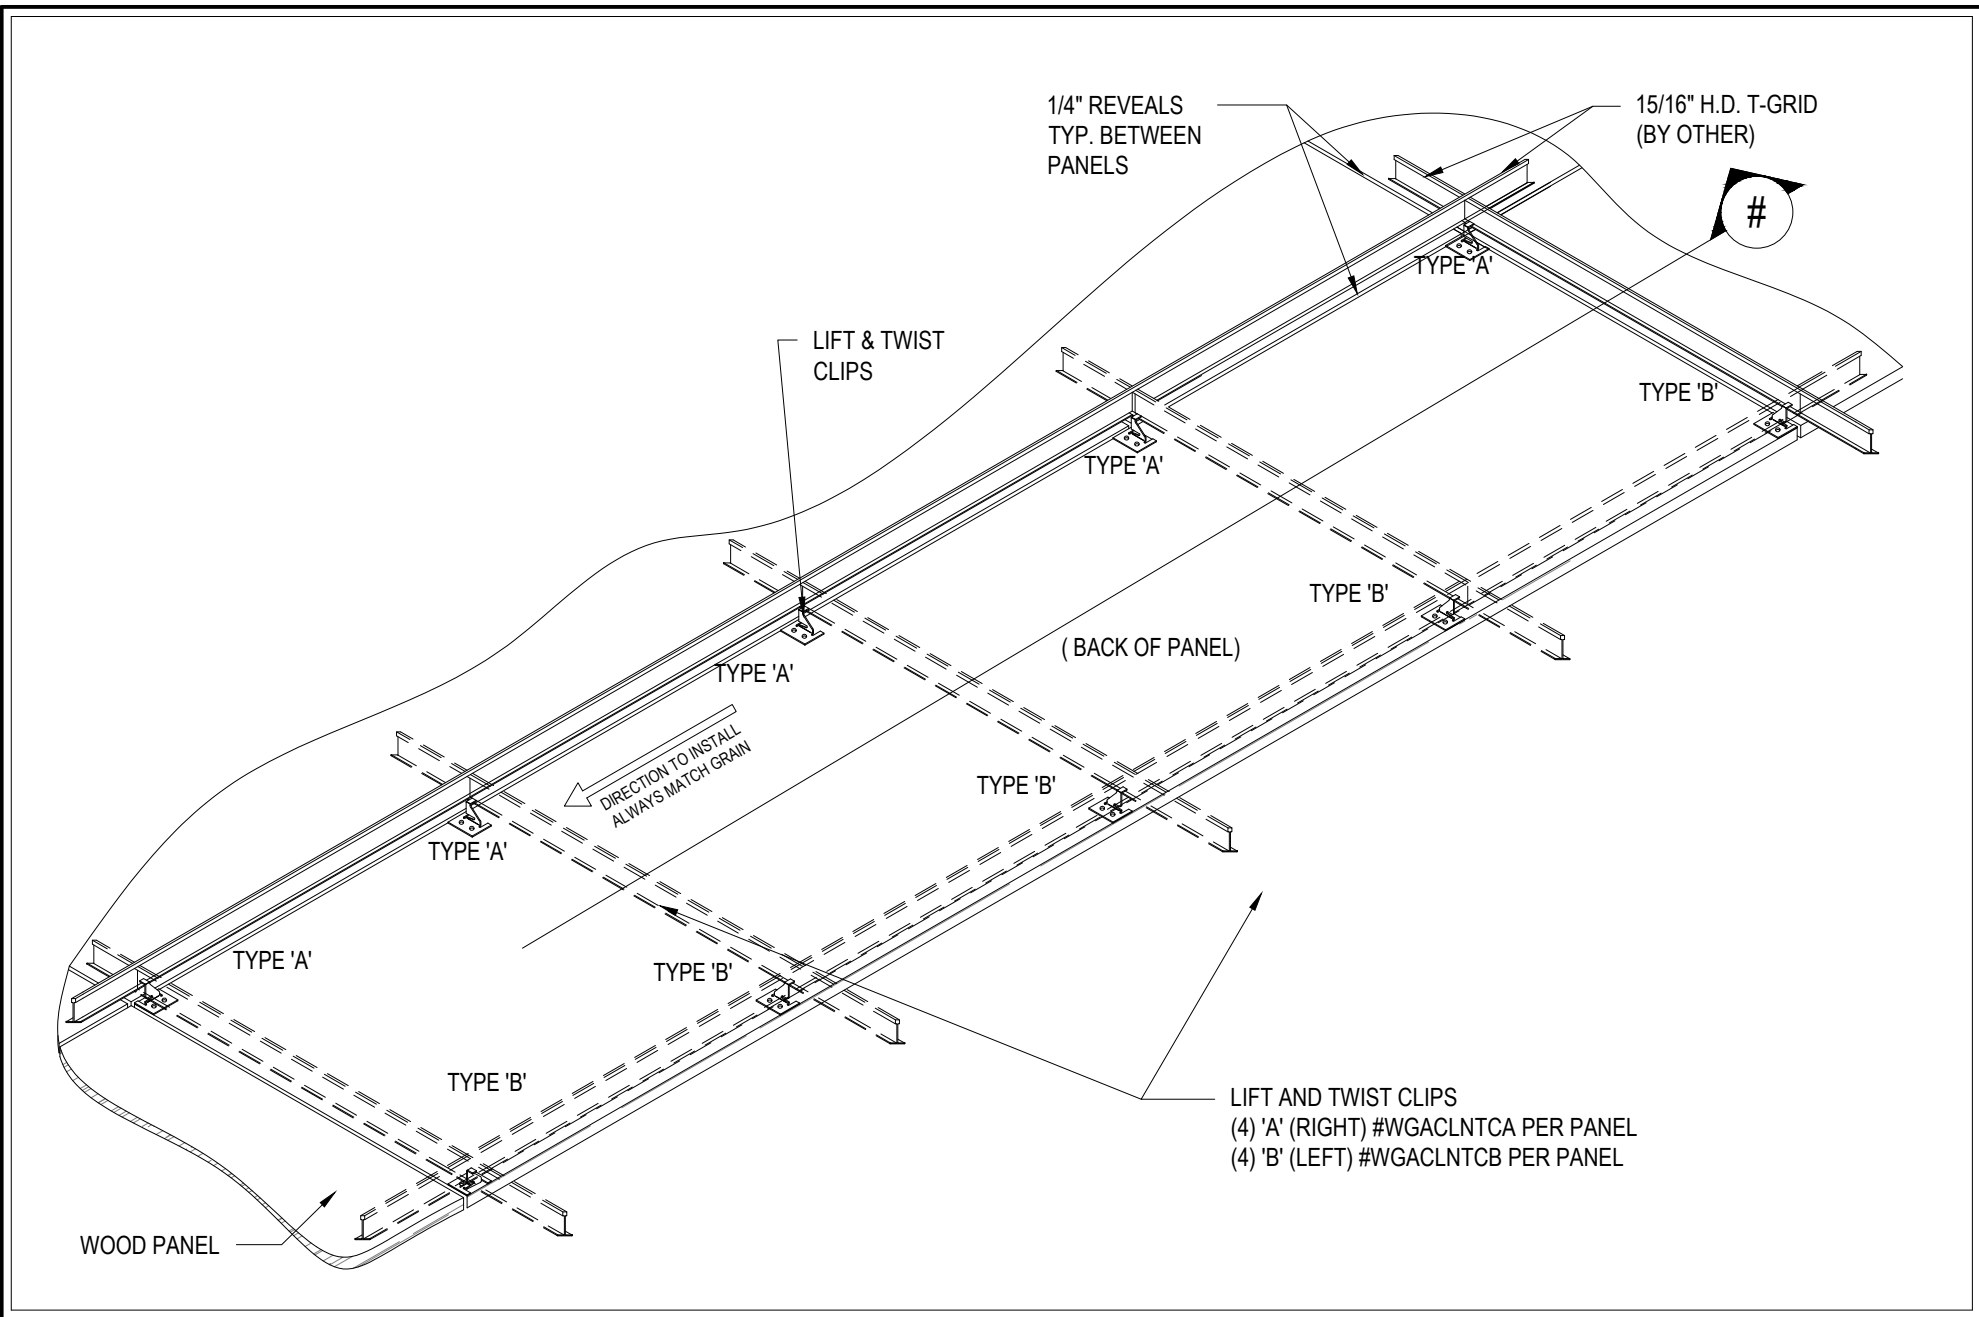 1/4" REVEALS
TYP. BETWEEN
PANELS
15/16" H.D. T-GRID
(BY OTHER)
#
TYPE 'A'
LIFT & TWIST
CLIPS
TYPE 'B'
TYPE 'A'
TYPE 'B'
( BACK OF PANEL)
TYPE 'A'
DIRECTION TO INSTALL
ALWAYS MATCH GRAIN
TYPE 'B'
TYPE 'A'
TYPE 'A'
TYPE 'B'
TYPE 'B'
LIFT AND TWIST CLIPS
(4) 'A' (RIGHT) #WGACLNTCA PER PANEL
(4) 'B' (LEFT) #WGACLNTCB PER PANEL
WOOD PANEL